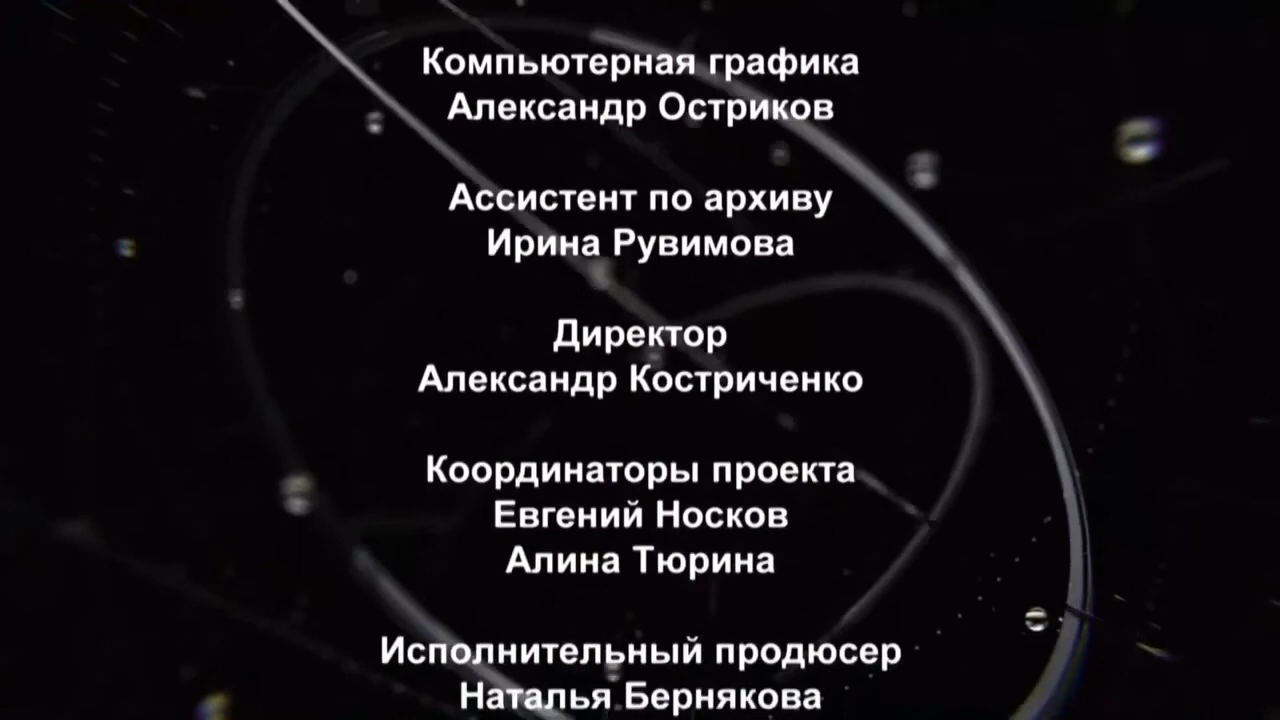 Компьютерная графика
Александр Остриков
Ассистент по архиву
Ирина Рувимова
Директор
Александр Костриченко
Координаторы проекта
Евгений Носков
Алина Тюрина
Исполнительный продюсер
Наталья Бернякова